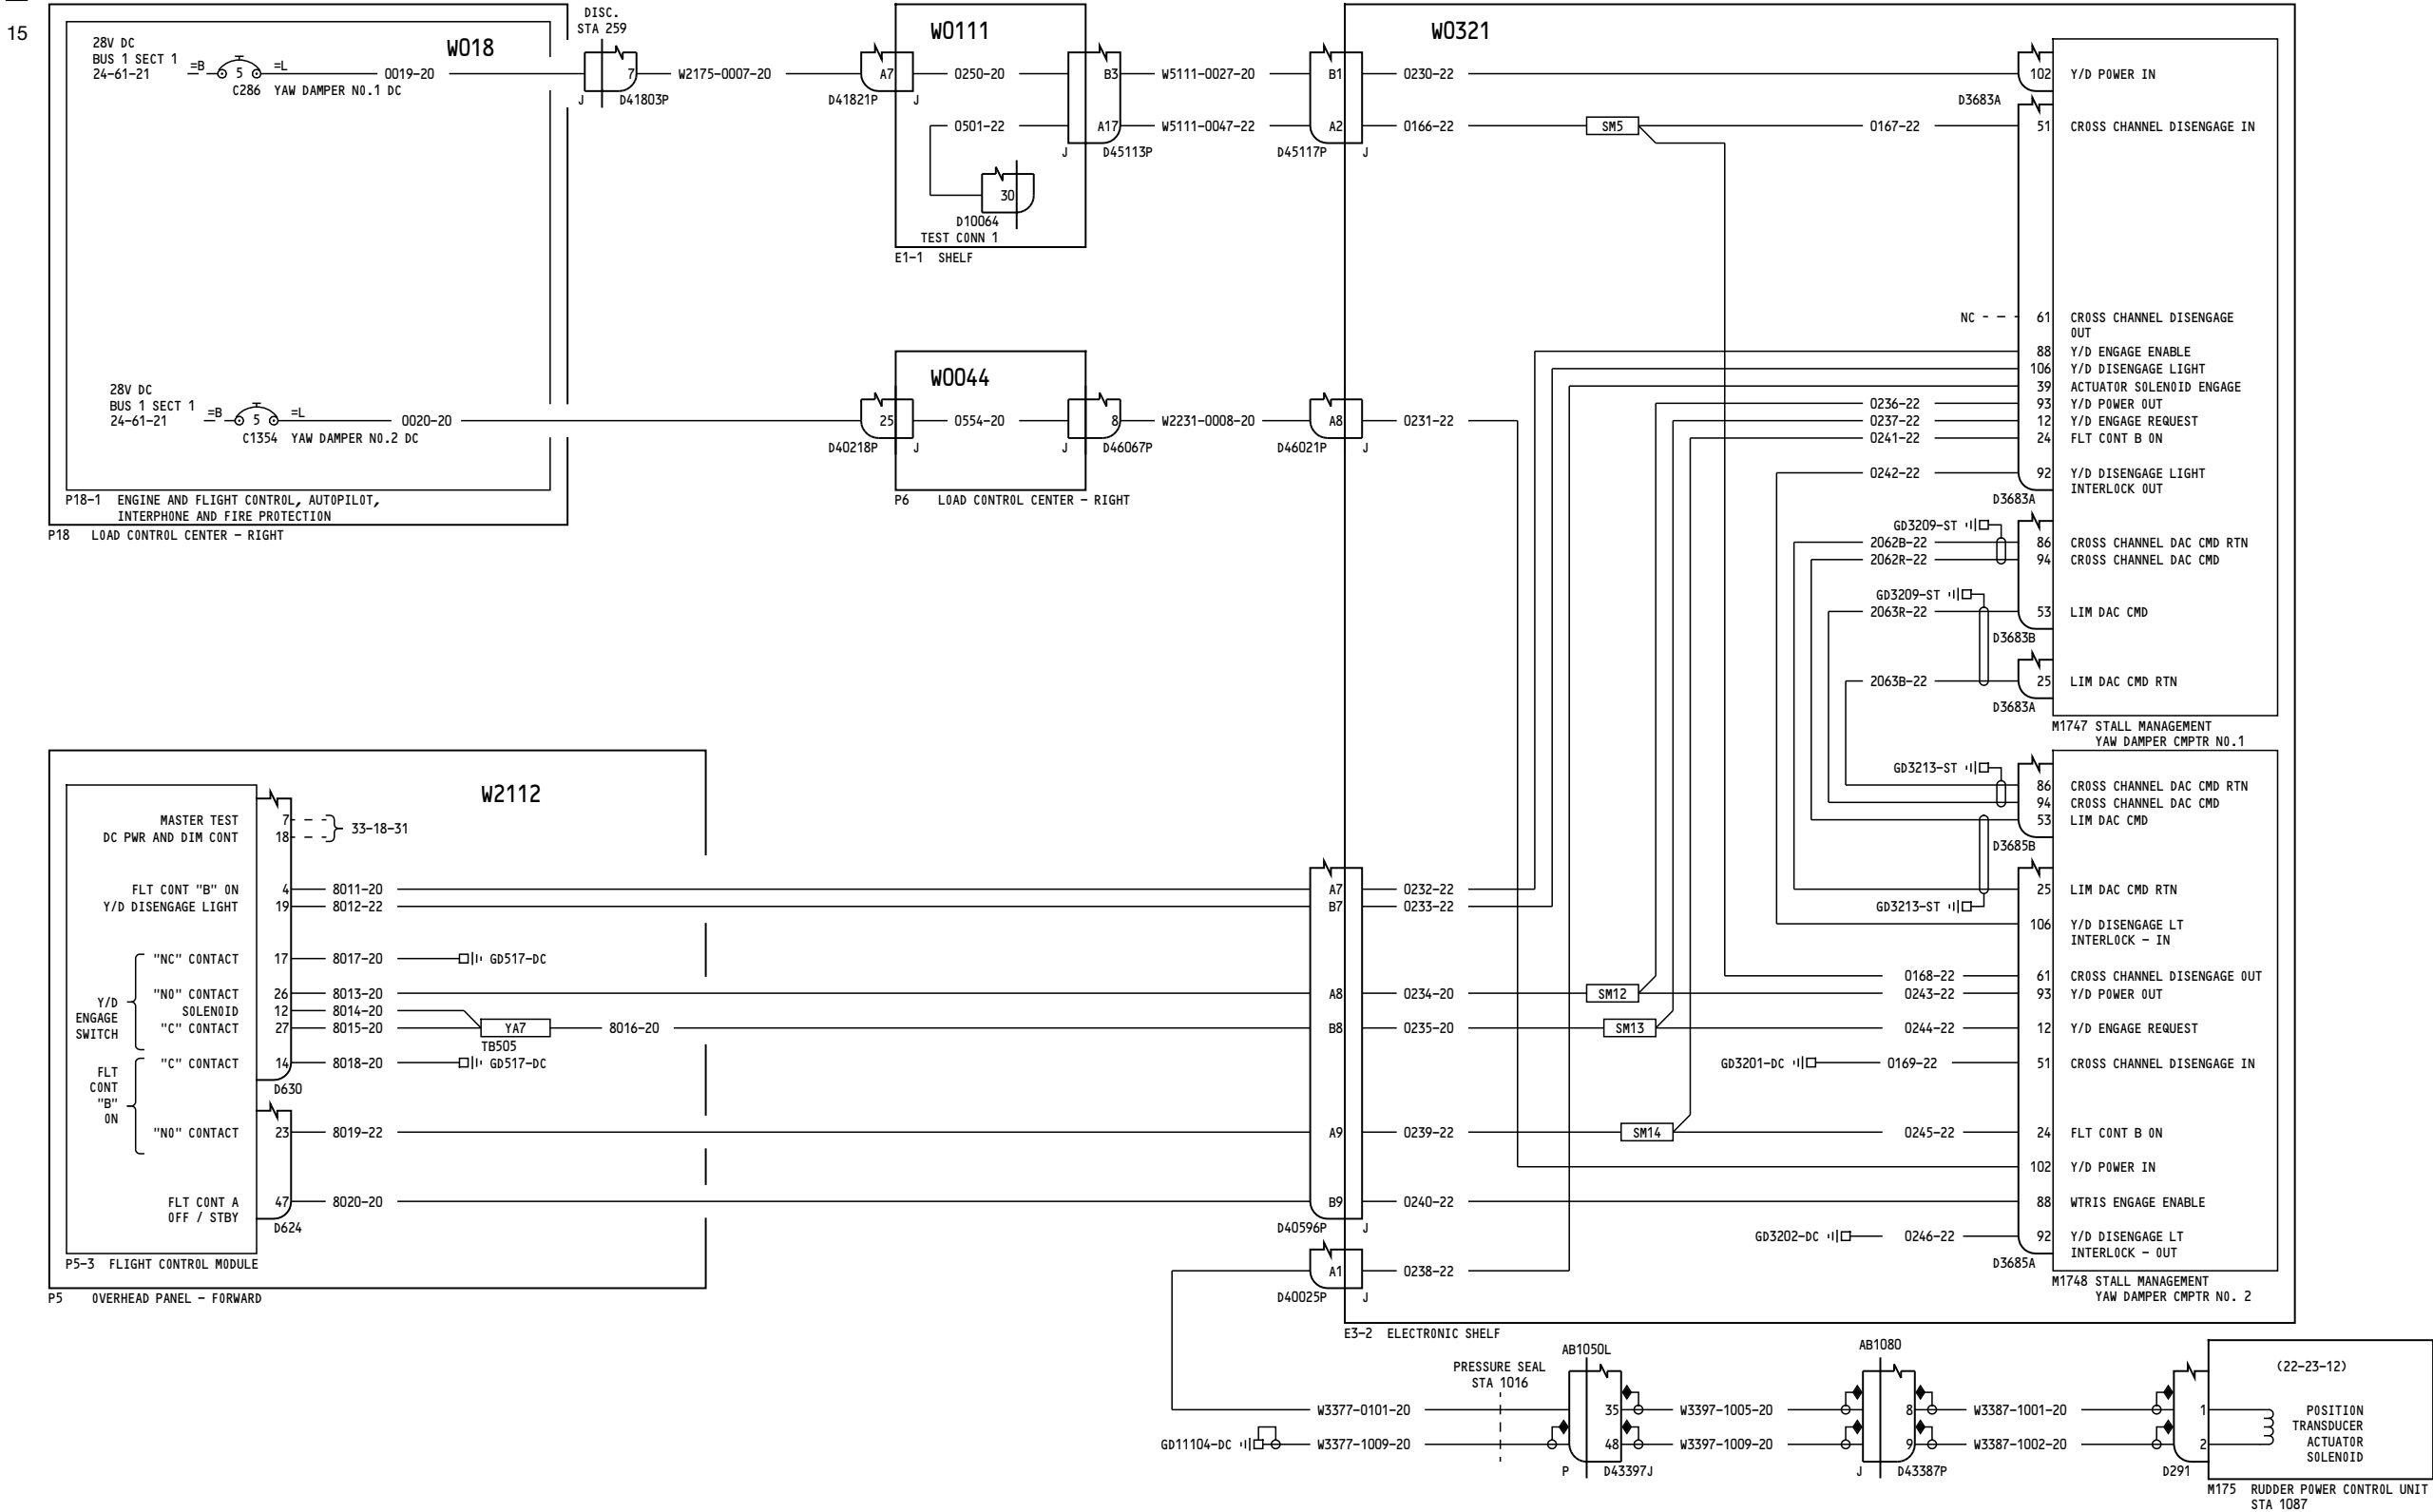 15
28V DC
BUS 1 SECT 1
24-61-21
=B
5
=L
C286 YAW DAMPER NO.1 DC
W018
0019-20
DISC.
STA 259
7
J
D41803P
W2175-0007-20
A7
D41821P
J
W0111
0250-20
0501-22
B3
A17
J
D45113P
30
D10064
TEST CONN 1
E1-1 SHELF
W5111-0027-20
W5111-0047-22
B1
A2
D45117P
J
W0321
0230-22
0166-22
SM5
0167-22
D3683A
102 Y/D POWER IN
51 CROSS CHANNEL DISENGAGE IN
28V DC
BUS 1 SECT 1
24-61-21
=B
5
=L
C1354 YAW DAMPER NO.2 DC
0020-20
P18-1 ENGINE AND FLIGHT CONTROL, AUTOPILOT,
INTERPHONE AND FIRE PROTECTION
P18 LOAD CONTROL CENTER - RIGHT
25
D40218P
J
W0044
0554-20
8
J
D46067P
P6 LOAD CONTROL CENTER - RIGHT
W2231-0008-20
A8
D46021P
J
0231-22
NC
61 CROSS CHANNEL DISENGAGE
OUT
88 Y/D ENGAGE ENABLE
106 Y/D DISENGAGE LIGHT
39 ACTUATOR SOLENOID ENGAGE
0236-22 93 Y/D POWER OUT
0237-22 12 Y/D ENGAGE REQUEST
0241-22 24 FLT CONT B ON
0242-22 92 Y/D DISENGAGE LIGHT
INTERLOCK OUT
D3683A
GD3209-ST
2062B-22 86 CROSS CHANNEL DAC CMD RTN
2062R-22 94 CROSS CHANNEL DAC CMD
GD3209-ST
2063R-22 53 LIM DAC CMD
D3683B
2063B-22 25 LIM DAC CMD RTN
D3683A
M1747 STALL MANAGEMENT
YAW DAMPER CMPTR NO.1
GD3213-ST
86 CROSS CHANNEL DAC CMD RTN
94 CROSS CHANNEL DAC CMD
53 LIM DAC CMD
D3685B
25 LIM DAC CMD RTN
GD3213-ST
106 Y/D DISENGAGE LT
INTERLOCK - IN
0168-22 61 CROSS CHANNEL DISENGAGE OUT
0243-22 93 Y/D POWER OUT
0244-22 12 Y/D ENGAGE REQUEST
GD3201-DC 0169-22 51 CROSS CHANNEL DISENGAGE IN
0245-22 24 FLT CONT B ON
102 Y/D POWER IN
88 WTRIS ENGAGE ENABLE
GD3202-DC 0246-22 92 Y/D DISENGAGE LT
INTERLOCK - OUT
D3685A
M1748 STALL MANAGEMENT
YAW DAMPER CMPTR NO. 2
W2112
MASTER TEST 7
DC PWR AND DIM CONT 18
33-18-31
FLT CONT "B" ON 4 8011-20
Y/D DISENGAGE LIGHT 19 8012-22
Y/D
ENGAGE
SWITCH
"NC" CONTACT 17 8017-20 GD517-DC
"NO" CONTACT 26 8013-20
SOLENOID 12 8014-20
"C" CONTACT 27 8015-20
YA7
TB505
8016-20
FLT
CONT
"B"
ON
"C" CONTACT 14 8018-20 GD517-DC
D630
"NO" CONTACT 23 8019-22
FLT CONT A
OFF / STBY
47 8020-20
D624
P5-3 FLIGHT CONTROL MODULE
P5 OVERHEAD PANEL - FORWARD
A7 0232-22
B7 0233-22
A8 0234-20 SM12
B8 0235-20 SM13
A9 0239-22 SM14
B9 0240-22
D40596P
J
A1 0238-22
D40025P
J
E3-2 ELECTRONIC SHELF
PRESSURE SEAL
STA 1016
AB1050L
AB1080
W3377-0101-20 35 W3397-1005-20 8 W3387-1001-20 1
GD11104-DC W3377-1009-20 48 W3397-1009-20 9 W3387-1002-20 2
P
D43397J
J
D43387P
D291
(22-23-12)
POSITION
TRANSDUCER
ACTUATOR
SOLENOID
M175 RUDDER POWER CONTROL UNIT
STA 1087